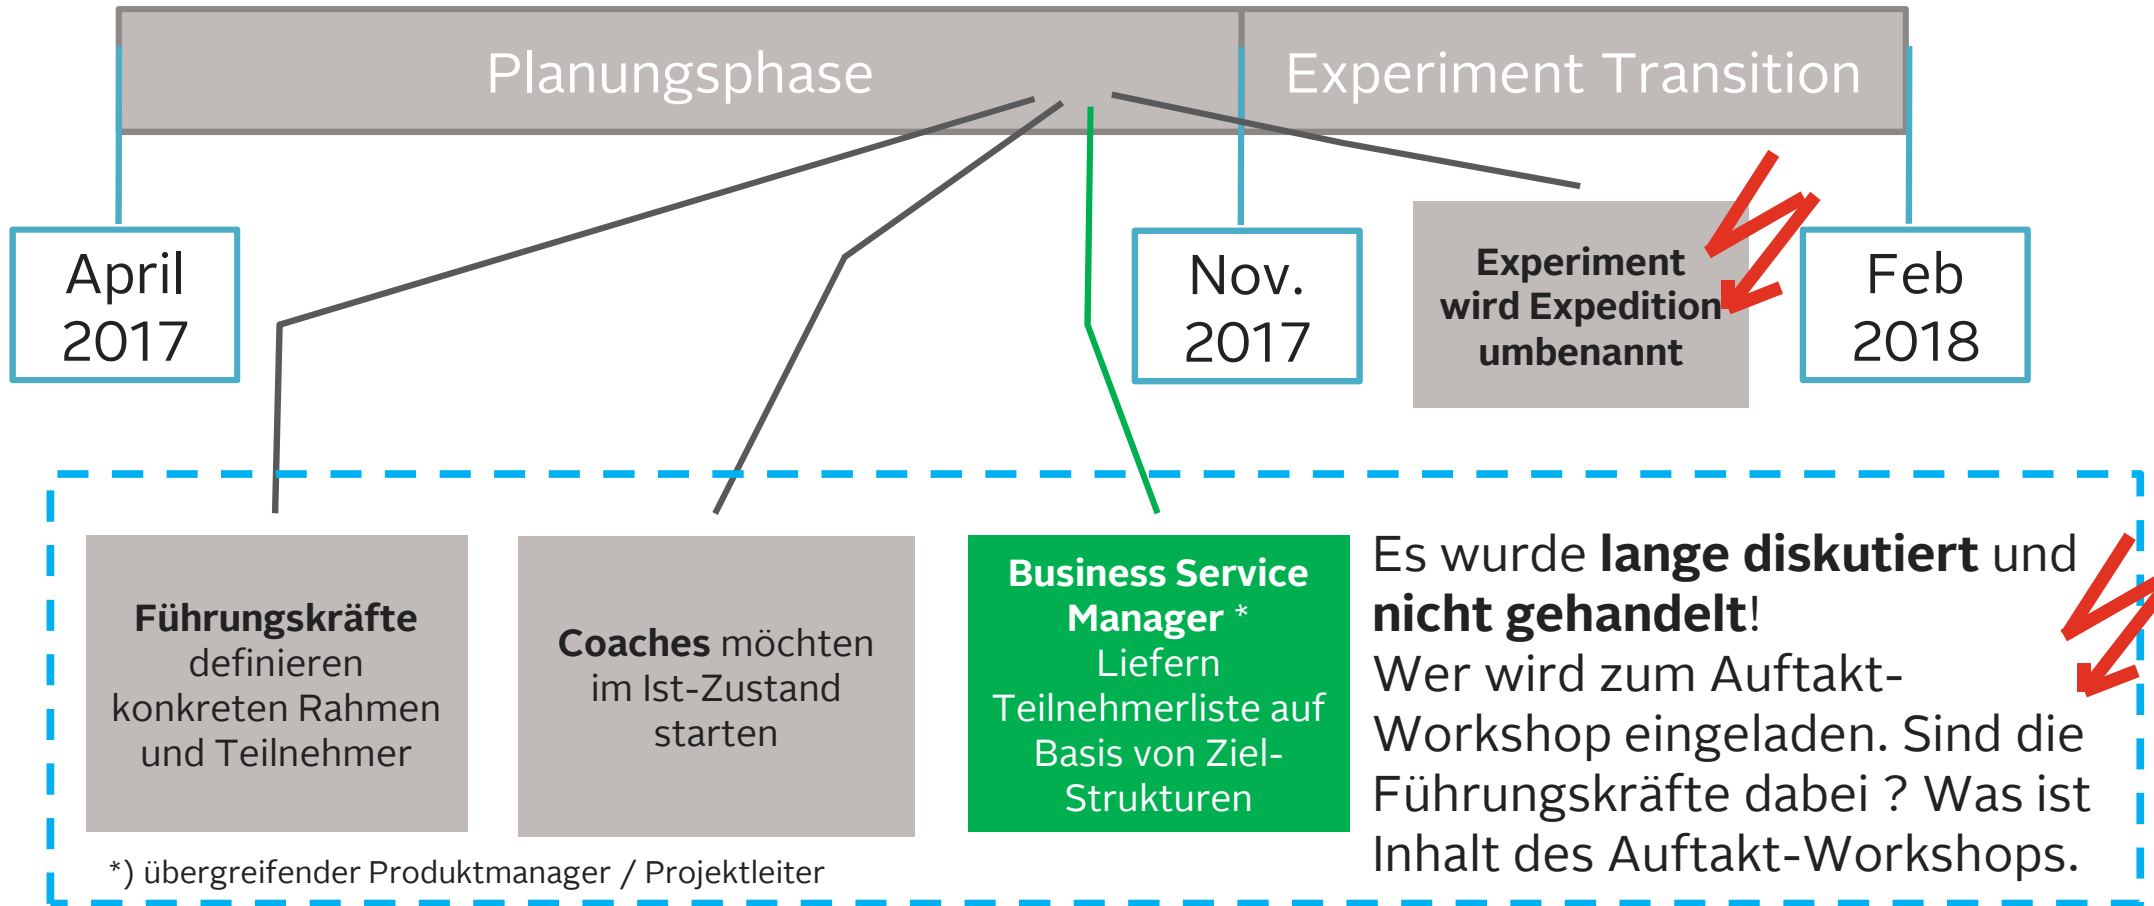 Planungsphase
Experiment Transition
April
2017
Nov.
2017
Experiment
wird Expedition
umbenannt
Feb
2018
Führungskräfte
definieren
konkreten Rahmen
und Teilnehmer
Coaches möchten
im Ist-Zustand
starten
Business Service
Manager *
Liefern
Teilnehmerliste auf
Basis von Ziel-
Strukturen
Es wurde lange diskutiert und
nicht gehandelt!
Wer wird zum Auftakt-
Workshop eingeladen. Sind die
Führungskräfte dabei ? Was ist
Inhalt des Auftakt-Workshops.
*) übergreifender Produktmanager / Projektleiter